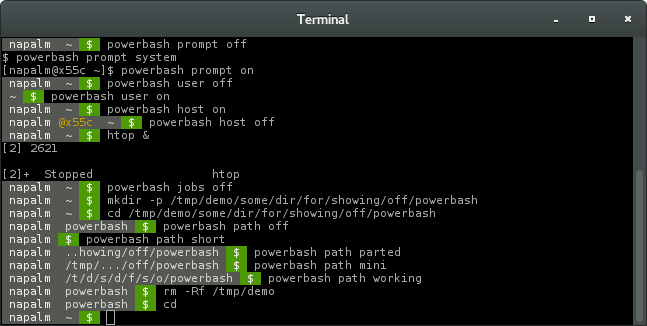 Terminal
napalm ~ $ powerbash prompt off
$ powerbash prompt system
[napalm@x55c ~]$ powerbash prompt on
napalm ~ $ powerbash user off
~ $ powerbash user on
napalm ~ $ powerbash host on
napalm @x55c ~ $ powerbash host off
napalm ~ $ htop &
[2] 2621
[2]+ Stopped htop
napalm ~ $ powerbash jobs off
napalm ~ $ mkdir -p /tmp/demo/some/dir/for/showing/off/powerbash
napalm ~ $ cd /tmp/demo/some/dir/for/showing/off/powerbash
napalm powerbash $ powerbash path off
napalm $ powerbash path short
napalm ..howing/off/powerbash $ powerbash path parted
napalm /tmp/.../off/powerbash $ powerbash path mini
napalm /t/d/s/d/f/s/o/powerbash $ powerbash path working
napalm powerbash $ rm -Rf /tmp/demo
napalm powerbash $ cd
napalm ~ $